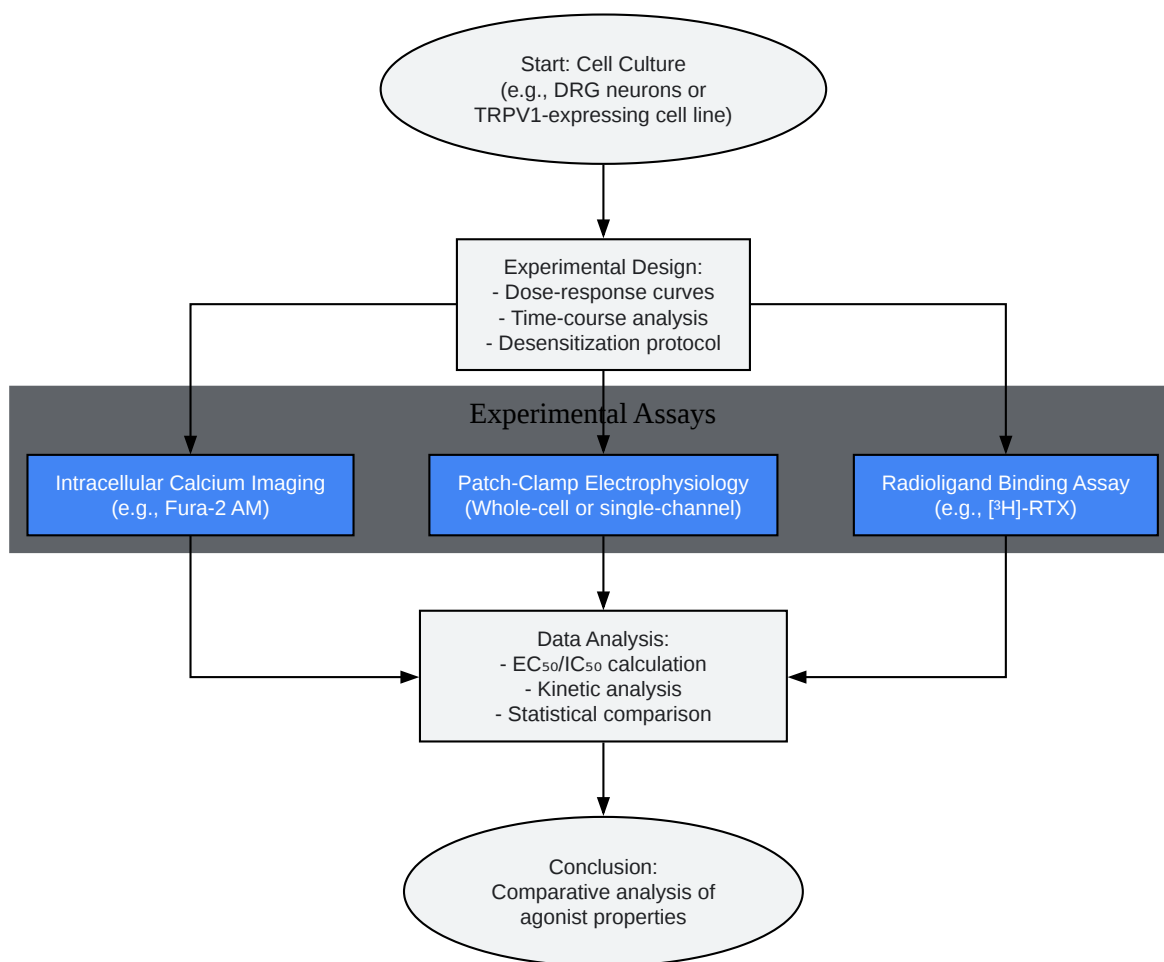 Start: Cell Culture
(e.g., DRG neurons or
TRPV1-expressing cell line)
Experimental Design:
- Dose-response curves
- Time-course analysis
- Desensitization protocol
Experimental Assays
Intracellular Calcium Imaging
(e.g., Fura-2 AM)
Patch-Clamp Electrophysiology
(Whole-cell or single-channel)
Radioligand Binding Assay
(e.g., [³H]-RTX)
Data Analysis:
- EC₅₀/IC₅₀ calculation
- Kinetic analysis
- Statistical comparison
Conclusion:
Comparative analysis of
agonist properties